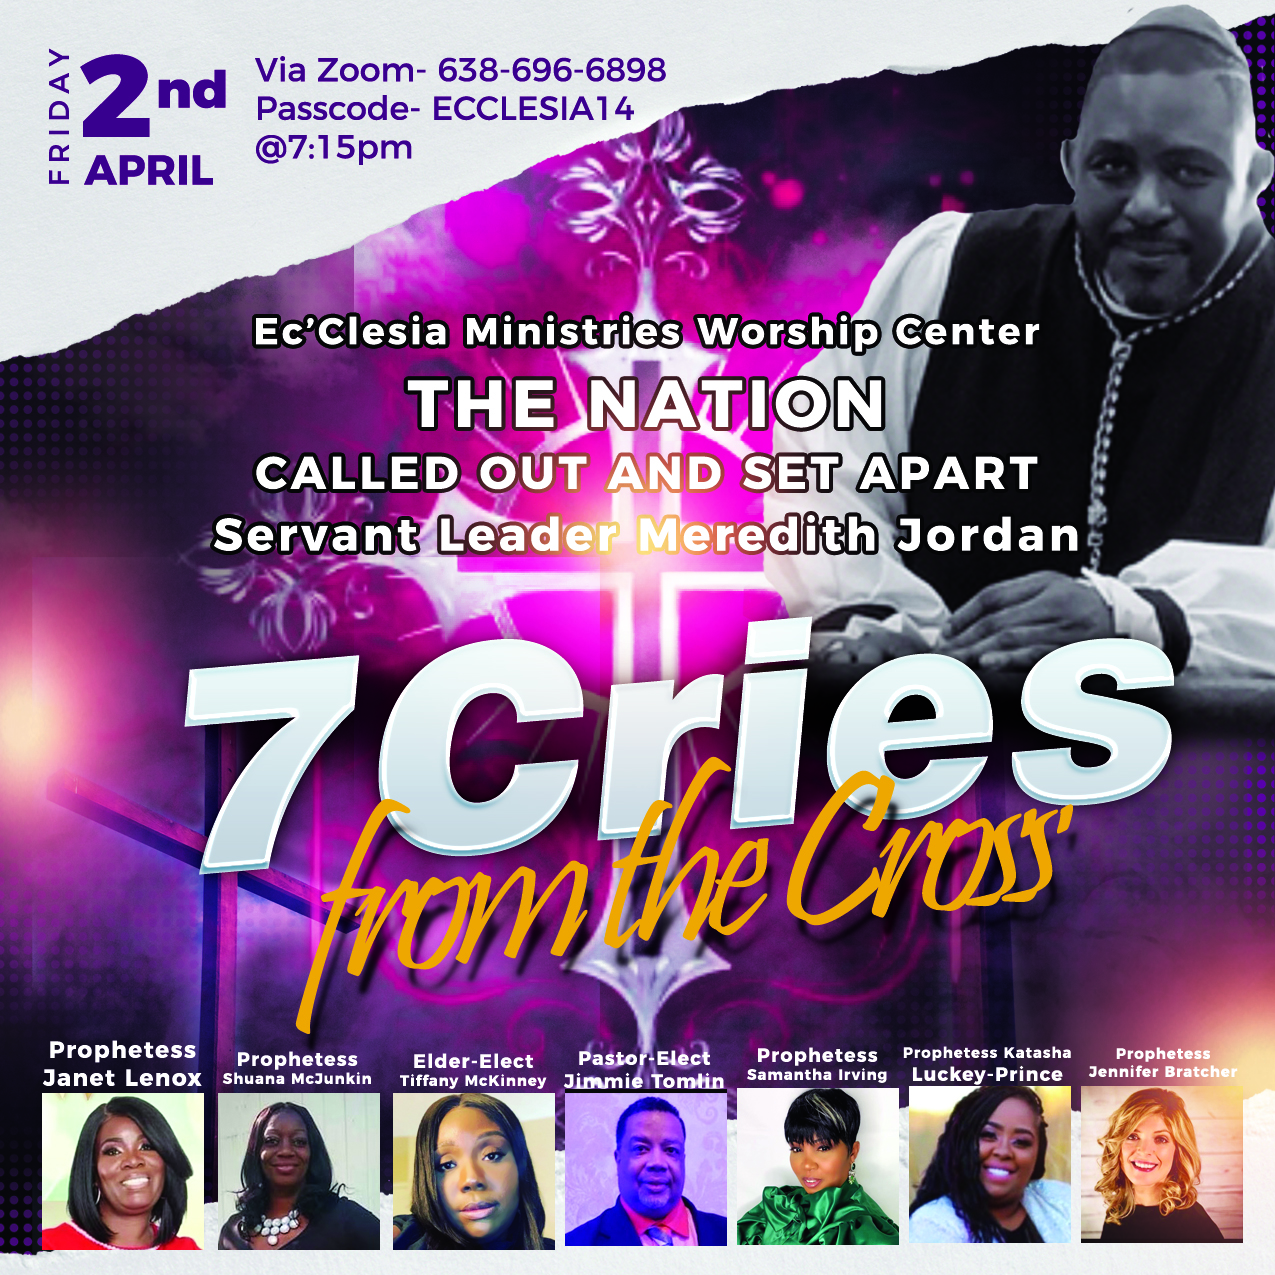 FRIDAY
2nd
APRIL
Via Zoom- 638-696-6898
Passcode- ECCLESIA14
@7:15pm
Ec'Clesia Ministries Worship Center
THE NATION
CALLED OUT AND SET APART
Servant Leader Meredith Jordan
7 Cries
from the Cross'
Prophetess
Janet Lenox
Prophetess
Shuana McJunkin
Elder-Elect
Tiffany McKinney
Pastor-Elect
Jimmie Tomlin
Prophetess
Samantha Irving
Prophetess Katasha
Luckey-Prince
Prophetess
Jennifer Bratcher